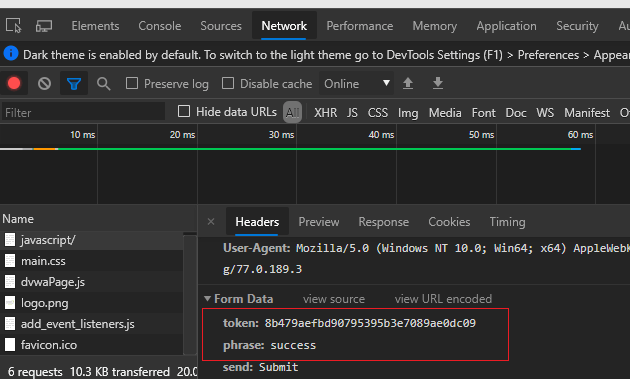 Elements Console Sources Network Performance Memory Application Security
Dark theme is enabled by default. To switch to the light theme go to DevTools Settings (F1) > Preferences > Appear
Preserve log Disable cache Online
Filter Hide data URLs All XHR JS CSS Img Media Font Doc WS Manifest
10 ms 20 ms 30 ms 40 ms 50 ms 60 ms
Name
javascript/
main.css
dvwaPage.js
logo.png
add_event_listeners.js
favicon.ico
6 requests 10.3 KB transferred 20.0
× Headers Preview Response Cookies Timing
User-Agent: Mozilla/5.0 (Windows NT 10.0; Win64; x64) AppleWebK
g/77.0.189.3
Form Data view source view URL encoded
token: 8b479aefbd90795395b3e7089ae0dc09
phrase: success
send: Submit